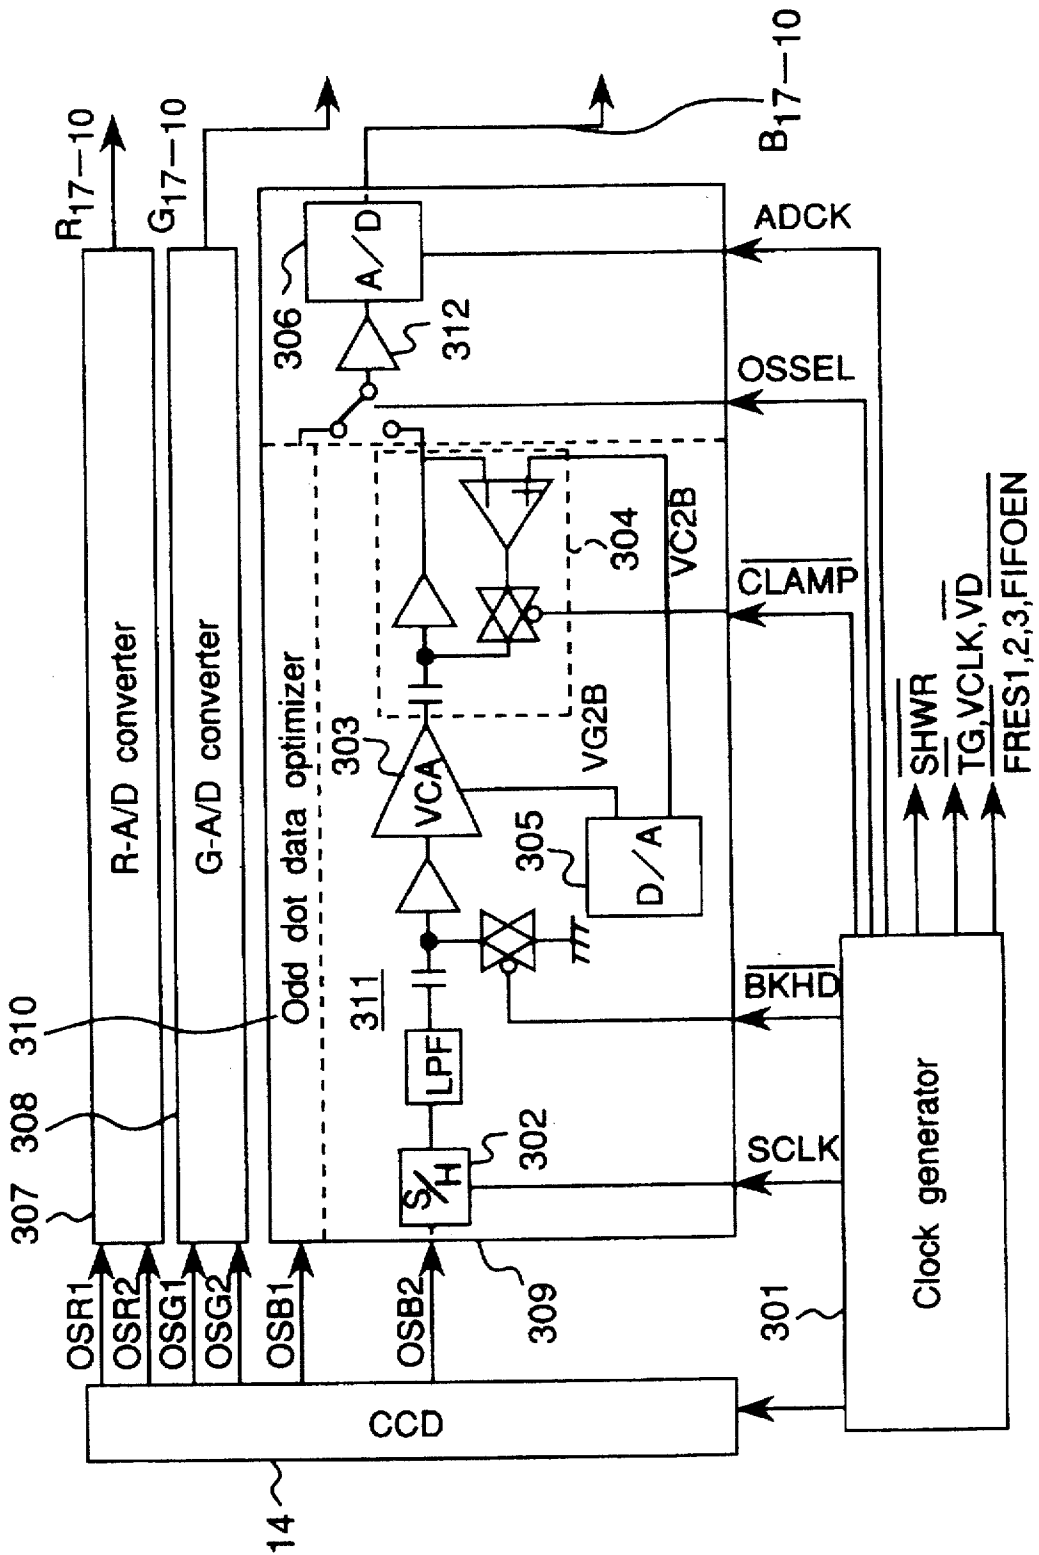 R17–10
G17–10
B17–10
R-A/D converter
G-A/D converter
Odd dot data optimizer
307
308
310
311
306
A/D
312
ADCK
OSSEL
304
VC2B
CLAMP
303
VCA
VG2B
305
D/A
LPF
BKHD
S/H
302
SCLK
309
OSR1
OSR2
OSG1
OSG2
OSB1
OSB2
CCD
14
301
Clock generator
SHWR
TG,VCLK,VD
FRES1,2,3,FIFOEN